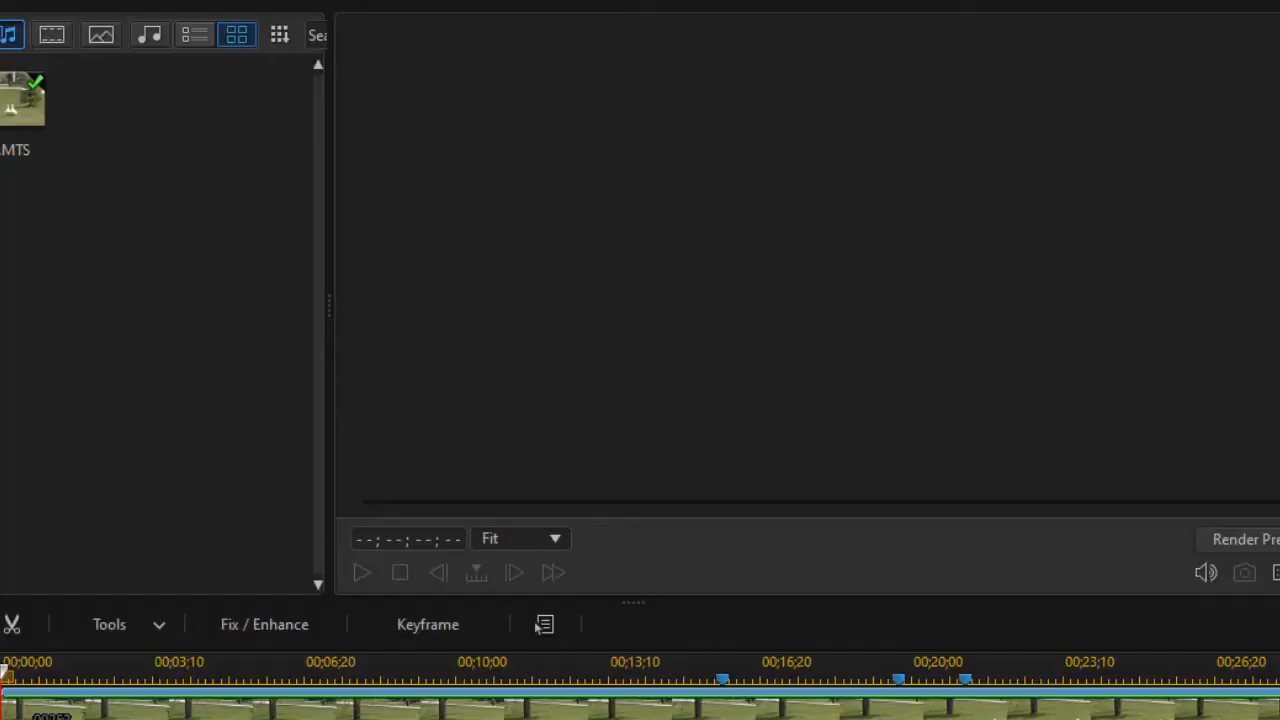 Sea
.MTS
--;--;--;--
Fit
Render Pre
Tools
Fix / Enhance
Keyframe
00;00;00 00;03;10 00;06;20 00;10;00 00;13;10 00;16;20 00;20;00 00;23;10 00;26;20